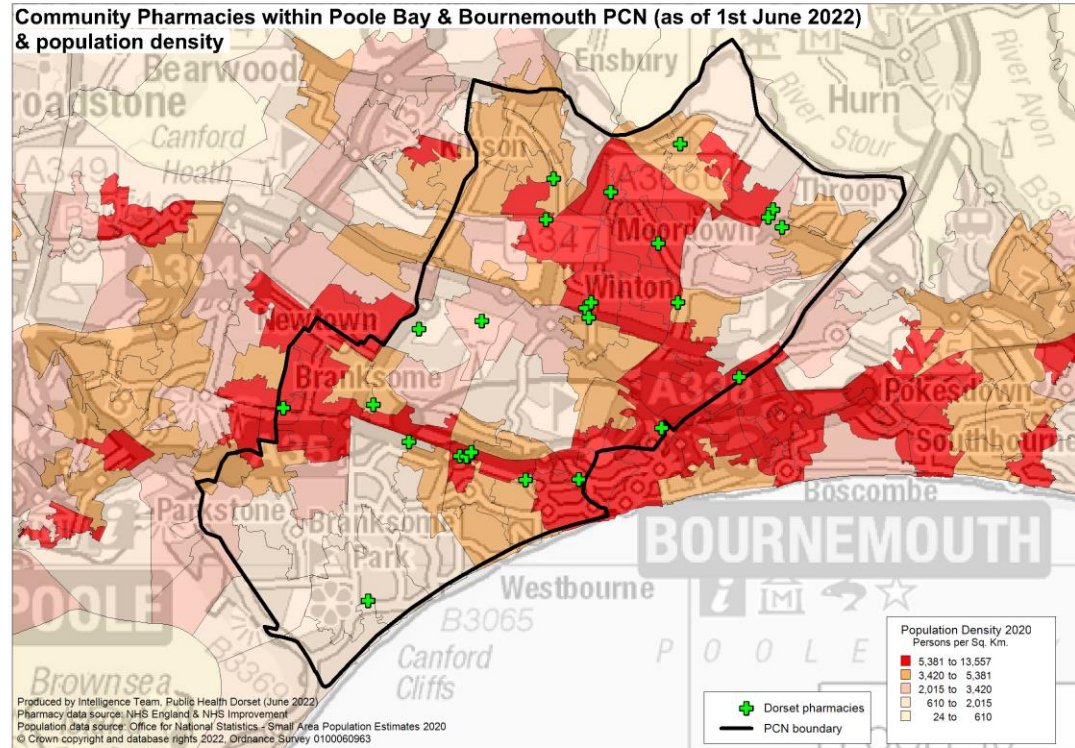 Community Pharmacies within Poole Bay & Bournemouth PCN (as of 1st June 2022)
& population density
Bearwood
Ensbury
River Avon
roadstone
Hurn
Canford
Heath
River
Stour
Kinson
A349
A3060
Throop
B3
A347
Moordown
A3049
Winton
Newtown
Branksome
A338
Pokesdown
A35
Southbourne
Boscombe
Parkstone
Branksome
Park
BOURNEMOUTH
Westbourne
POOLE
B3065
Canford
Cliffs
P O O L E
B336
Brownsea
Population Density 2020
Persons per Sq. Km.
5,381 to 13,557
3,420 to 5,381
2,015 to 3,420
610 to 2,015
24 to 610
Dorset pharmacies
PCN boundary
Produced by Intelligence Team, Public Health Dorset (June 2022)
Pharmacy data source: NHS England & NHS Improvement
Population data source: Office for National Statistics - Small Area Population Estimates 2020
© Crown copyright and database rights 2022, Ordnance Survey 0100060963